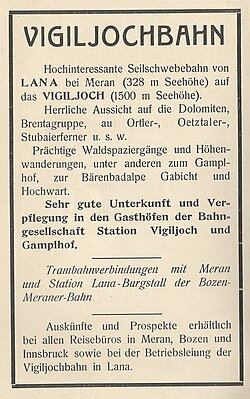 VIGILJOCHBAHN
Hochinteressante Seilschwebebahn von
LANA bei Meran (328 m Seehöhe) auf
das VIGILJOCH (1500 m Seehöhe).
Herrliche Aussicht auf die Dolomiten,
Brentagruppe, au Ortler-, Oetztaler-,
Stubaierferner u. s. w.
Prächtige Waldspaziergänge und Höhen-
wanderungen, unter anderen zum Gampl-
hof, zur Bärenbadalpe Gabicht und
Hochwart.
Sehr gute Unterkunft und Ver-
pflegung in den Gasthöfen der Bahn-
gesellschaft Station Vigiljoch und
Gamplhof.
Trambahnverbindungen mit Meran
und Station Lana-Burgstall der Bozen-
Meraner-Bahn
Auskünfte und Prospekte erhältlich
bei allen Reisebüros in Meran, Bozen und
Innsbruck sowie bei der Betriebsleiung der
Vigiljochbahn in Lana.